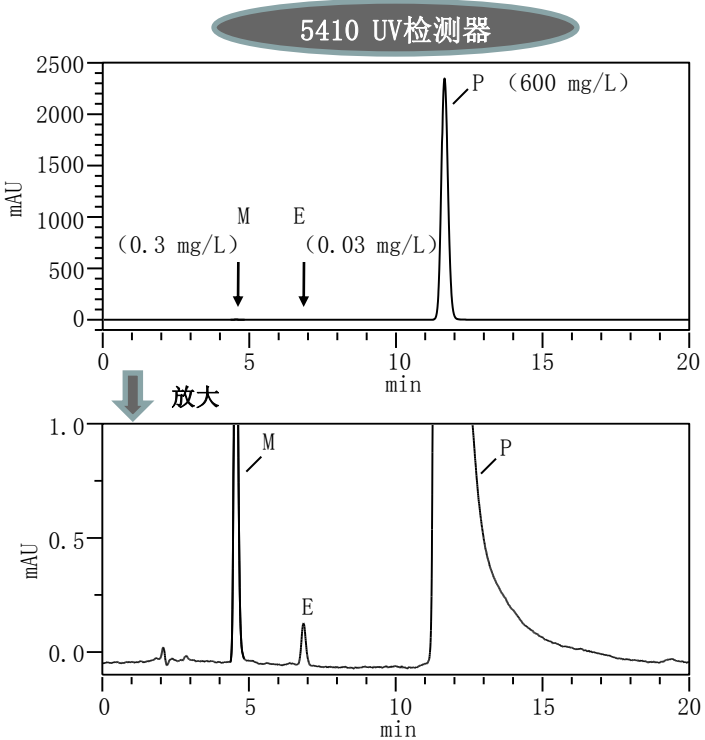 5410 UV检测器
2500
2000
1500
1000
500
0
mAU
P （600 mg/L）
M E
（0.3 mg/L） （0.03 mg/L）
0 5 10 15 20
min
放大
1.0
0.5
0.0
mAU
M
P
E
0 5 10 15 20
min